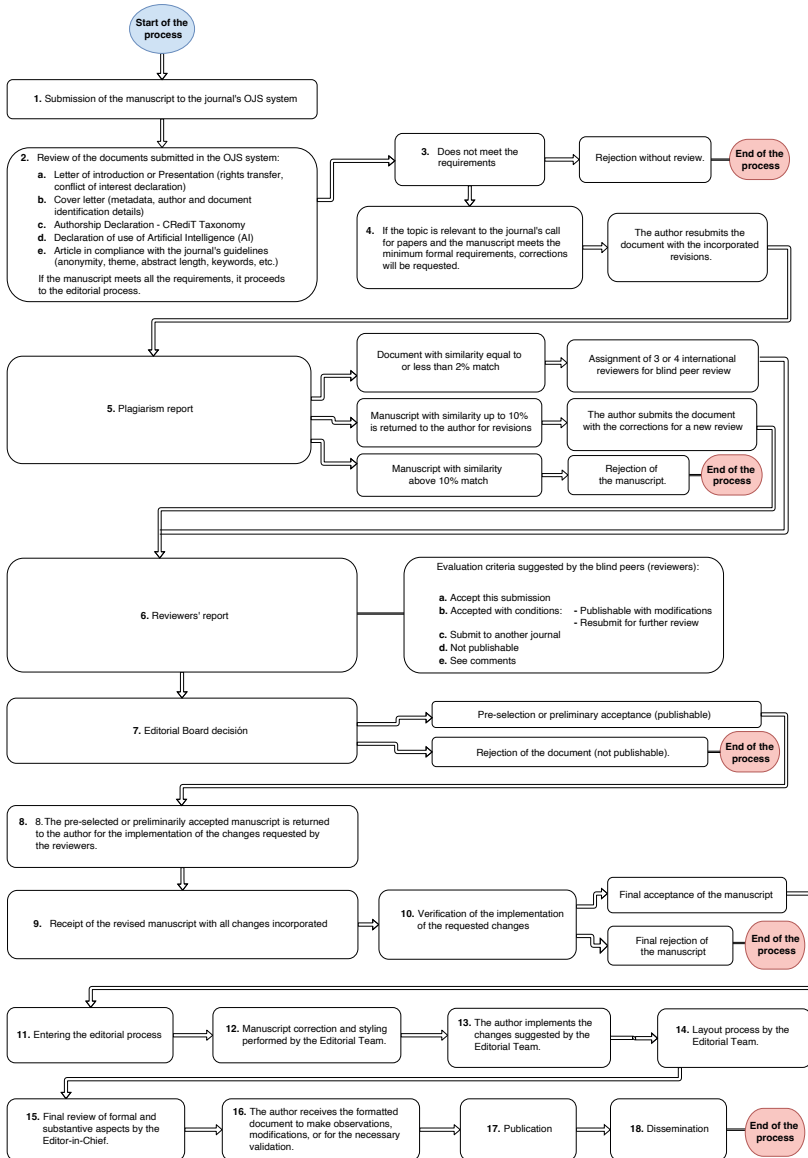 Start of the
process
1. Submission of the manuscript to the journal's OJS system
2. Review of the documents submitted in the OJS system:
a. Letter of introduction or Presentation (rights transfer,
conflict of interest declaration)
b. Cover letter (metadata, author and document
identification details)
c. Authorship Declaration - CRediT Taxonomy
d. Declaration of use of Artificial Intelligence (AI)
e. Article in compliance with the journal's guidelines
(anonymity, theme, abstract length, keywords, etc.)
If the manuscript meets all the requirements, it proceeds
to the editorial process.
3. Does not meet the
requirements
Rejection without review.
End of the
process
4. If the topic is relevant to the journal's call
for papers and the manuscript meets the
minimum formal requirements, corrections
will be requested.
The author resubmits the
document with the incorporated
revisions.
5. Plagiarism report
Document with similarity equal to
or less than 2% match
Assignment of 3 or 4 international
reviewers for blind peer review
Manuscript with similarity up to 10%
is returned to the author for revisions
The author submits the document
with the corrections for a new review
Manuscript with similarity
above 10% match
Rejection of
the manuscript.
End of the
process
6. Reviewers' report
Evaluation criteria suggested by the blind peers (reviewers):
a. Accept this submission
b. Accepted with conditions: - Publishable with modifications
- Resubmit for further review
c. Submit to another journal
d. Not publishable
e. See comments
7. Editorial Board decisión
Pre-selection or preliminary acceptance (publishable)
Rejection of the document (not publishable).
End of the
process
8. 8.The pre-selected or preliminarily accepted manuscript is returned
to the author for the implementation of the changes requested by
the reviewers.
9. Receipt of the revised manuscript with all changes incorporated
10. Verification of the implementation
of the requested changes
Final acceptance of the manuscript
Final rejection of
the manuscript
End of the
process
11. Entering the editorial process
12. Manuscript correction and styling
performed by the Editorial Team.
13. The author implements the
changes suggested by the
Editorial Team.
14. Layout process by the
Editorial Team.
15. Final review of formal and
substantive aspects by the
Editor-in-Chief.
16. The author receives the formatted
document to make observations,
modifications, or for the necessary
validation.
17. Publication
18. Dissemination
End of the
process